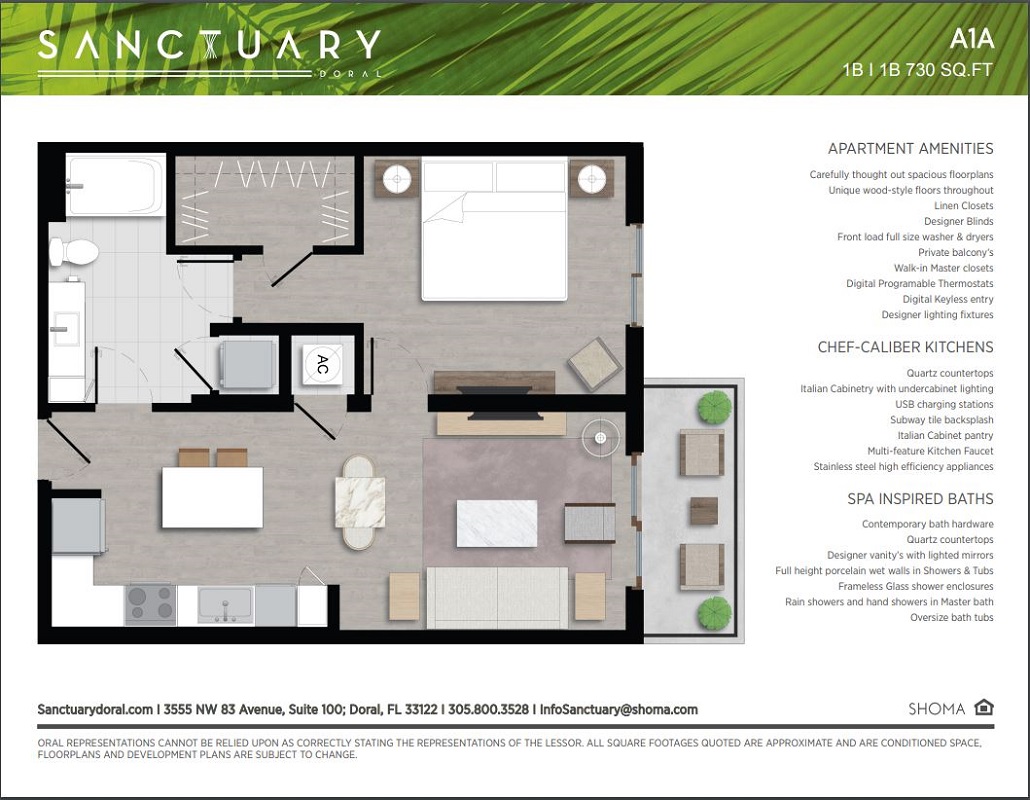 SANCTUARY
DORAL
A1A
1B I 1B 730 SQ.FT
AC
APARTMENT AMENITIES
Carefully thought out spacious floorplans
Unique wood-style floors throughout
Linen Closets
Designer Blinds
Front load full size washer & dryers
Private balcony's
Walk-in Master closets
Digital Programable Thermostats
Digital Keyless entry
Designer lighting fixtures
CHEF-CALIBER KITCHENS
Quartz countertops
Italian Cabinetry with undercabinet lighting
USB charging stations
Subway tile backsplash
Italian Cabinet pantry
Multi-feature Kitchen Faucet
Stainless steel high efficiency appliances
SPA INSPIRED BATHS
Contemporary bath hardware
Quartz countertops
Designer vanity's with lighted mirrors
Full height porcelain wet walls in Showers & Tubs
Frameless Glass shower enclosures
Rain showers and hand showers in Master bath
Oversize bath tubs
Sanctuarydoral.com I 3555 NW 83 Avenue, Suite 100; Doral, FL 33122 I 305.800.3528 I InfoSanctuary@shoma.com
SHOMA
ORAL REPRESENTATIONS CANNOT BE RELIED UPON AS CORRECTLY STATING THE REPRESENTATIONS OF THE LESSOR. ALL SQUARE FOOTAGES QUOTED ARE APPROXIMATE AND ARE CONDITIONED SPACE,
FLOORPLANS AND DEVELOPMENT PLANS ARE SUBJECT TO CHANGE.